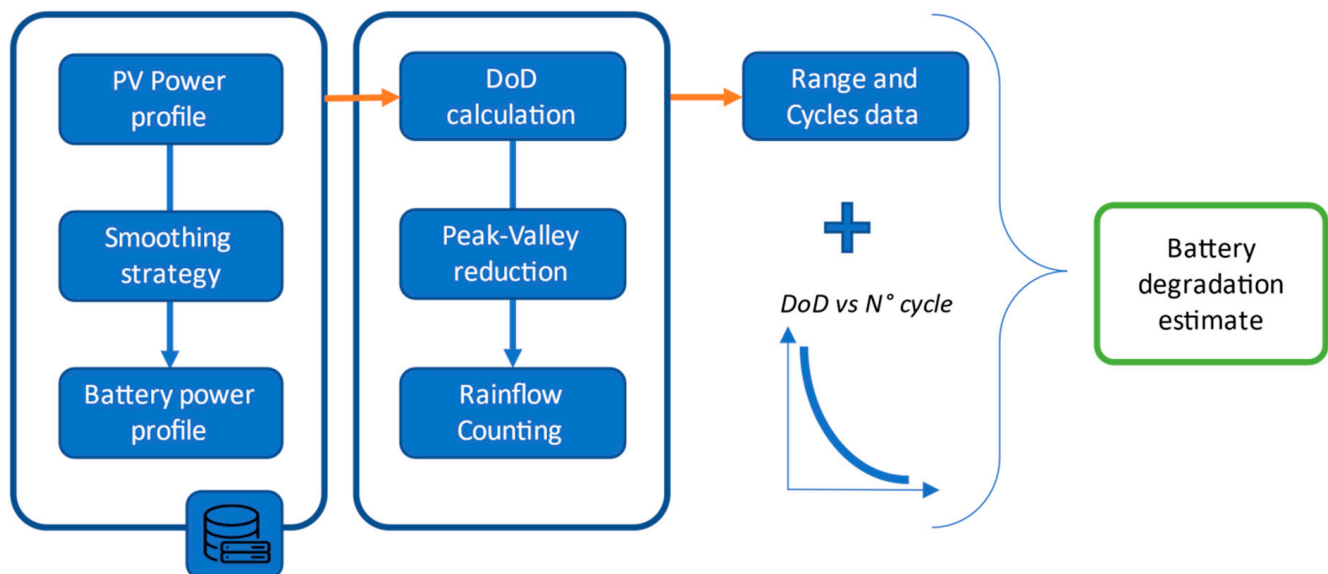 PV Power
profile
Smoothing
strategy
Battery power
profile
DoD
calculation
Peak-Valley
reduction
Rainflow
Counting
Range and
Cycles data
DoD vs N° cycle
Battery
degradation
estimate